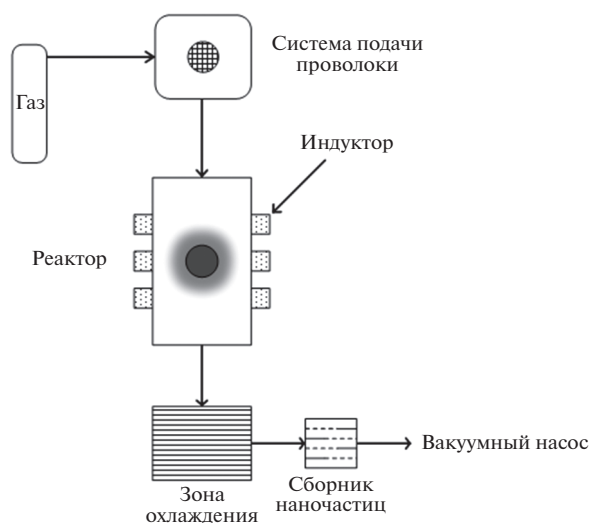 Система подачи
проволоки
Газ
Индуктор
Реактор
Вакуумный насос
Зона
охлаждения
Сборник
наночастиц